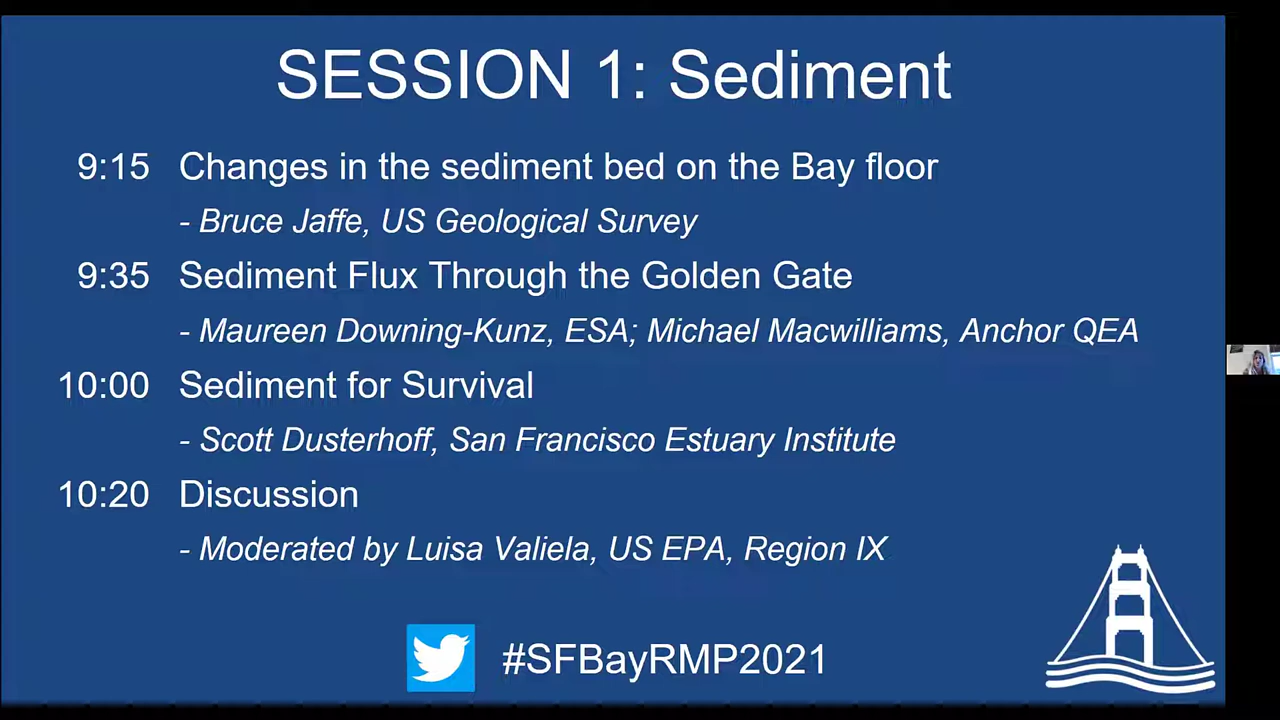 SESSION 1: Sediment
9:15 Changes in the sediment bed on the Bay floor
- Bruce Jaffe, US Geological Survey
9:35 Sediment Flux Through the Golden Gate
- Maureen Downing-Kunz, ESA; Michael Macwilliams, Anchor QEA
10:00 Sediment for Survival
- Scott Dusterhoff, San Francisco Estuary Institute
10:20 Discussion
- Moderated by Luisa Valiela, US EPA, Region IX
#SFBayRMP2021